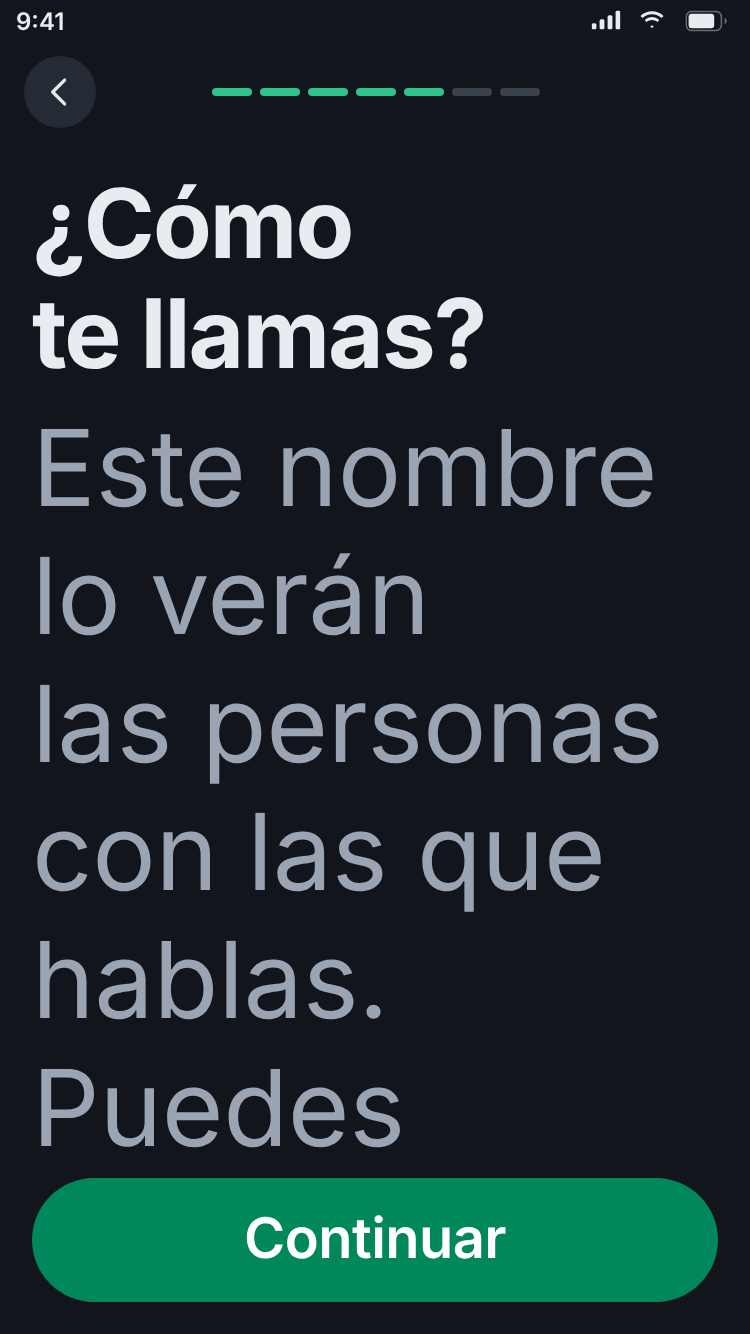 9:41
¿Cómo
te llamas?
Este nombre
lo verán
las personas
con las que
hablas.
Puedes
Continuar